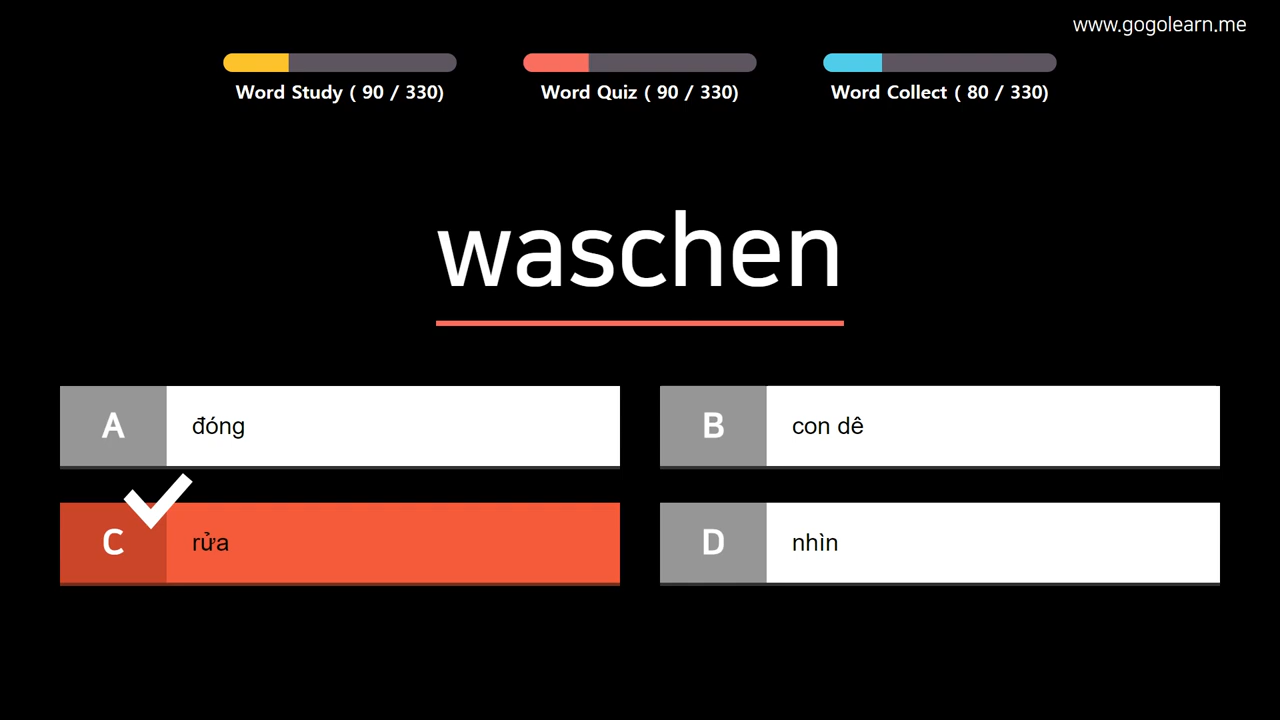 www.gogolearn.me
Word Study ( 90 / 330)
Word Quiz ( 90 / 330)
Word Collect ( 80 / 330)
waschen
A
đóng
B
con dê
C
rửa
D
nhìn